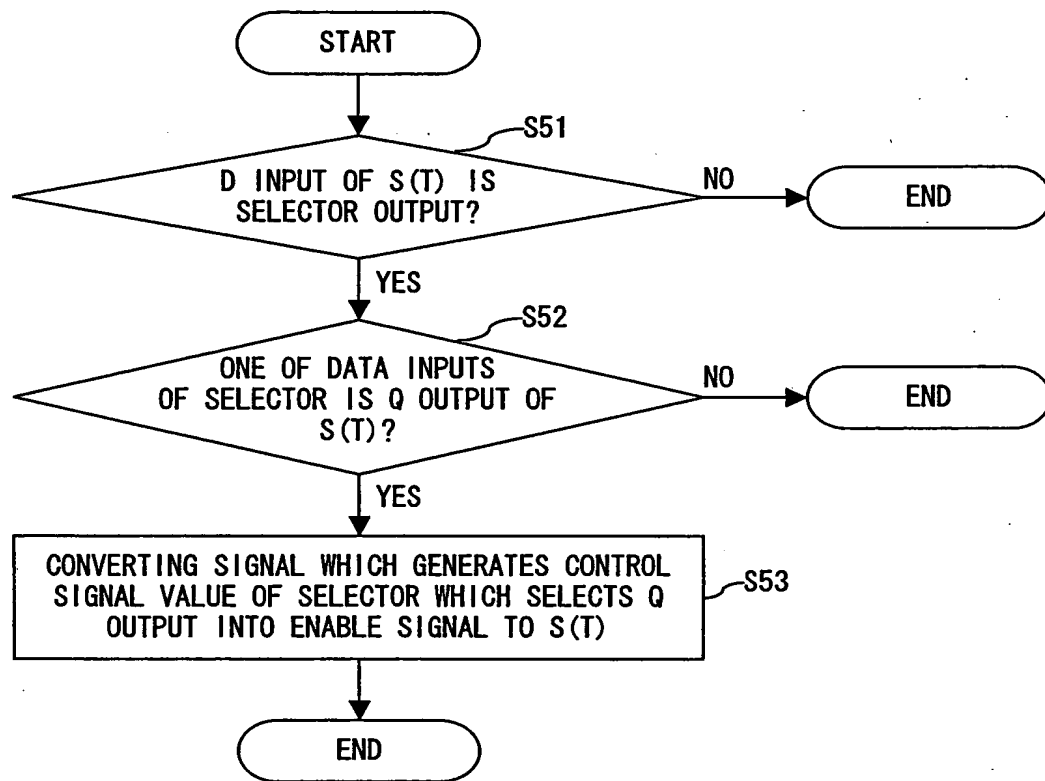 START
S51
D INPUT OF S(T) IS
SELECTOR OUTPUT?
NO
END
YES
S52
ONE OF DATA INPUTS
OF SELECTOR IS Q OUTPUT OF
S(T)?
NO
END
YES
CONVERTING SIGNAL WHICH GENERATES CONTROL
SIGNAL VALUE OF SELECTOR WHICH SELECTS Q
OUTPUT INTO ENABLE SIGNAL TO S(T)
S53
END